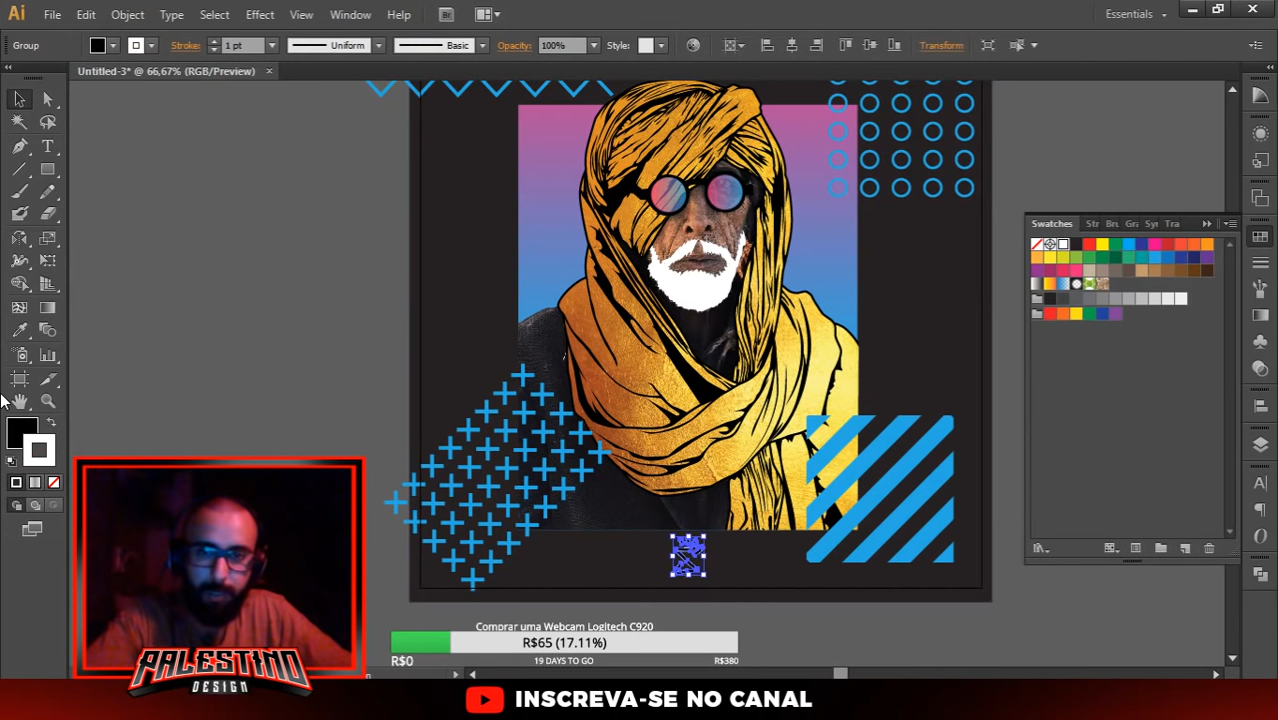 Ai File Edit Object Type Select Effect View Window Help Br Essentials
Group Stroke: 1 pt Uniform Basic Opacity: 100% Style: Transform
Untitled-3* @ 66,67% (RGB/Preview)
Swatches Str Bru Gra Syı Tra
Comprar uma Webcam Logitech C920
R$65 (17.11%)
R$0 19 DAYS TO GO R$380
PALESTINO
DESIGN
INSCREVA-SE NO CANAL